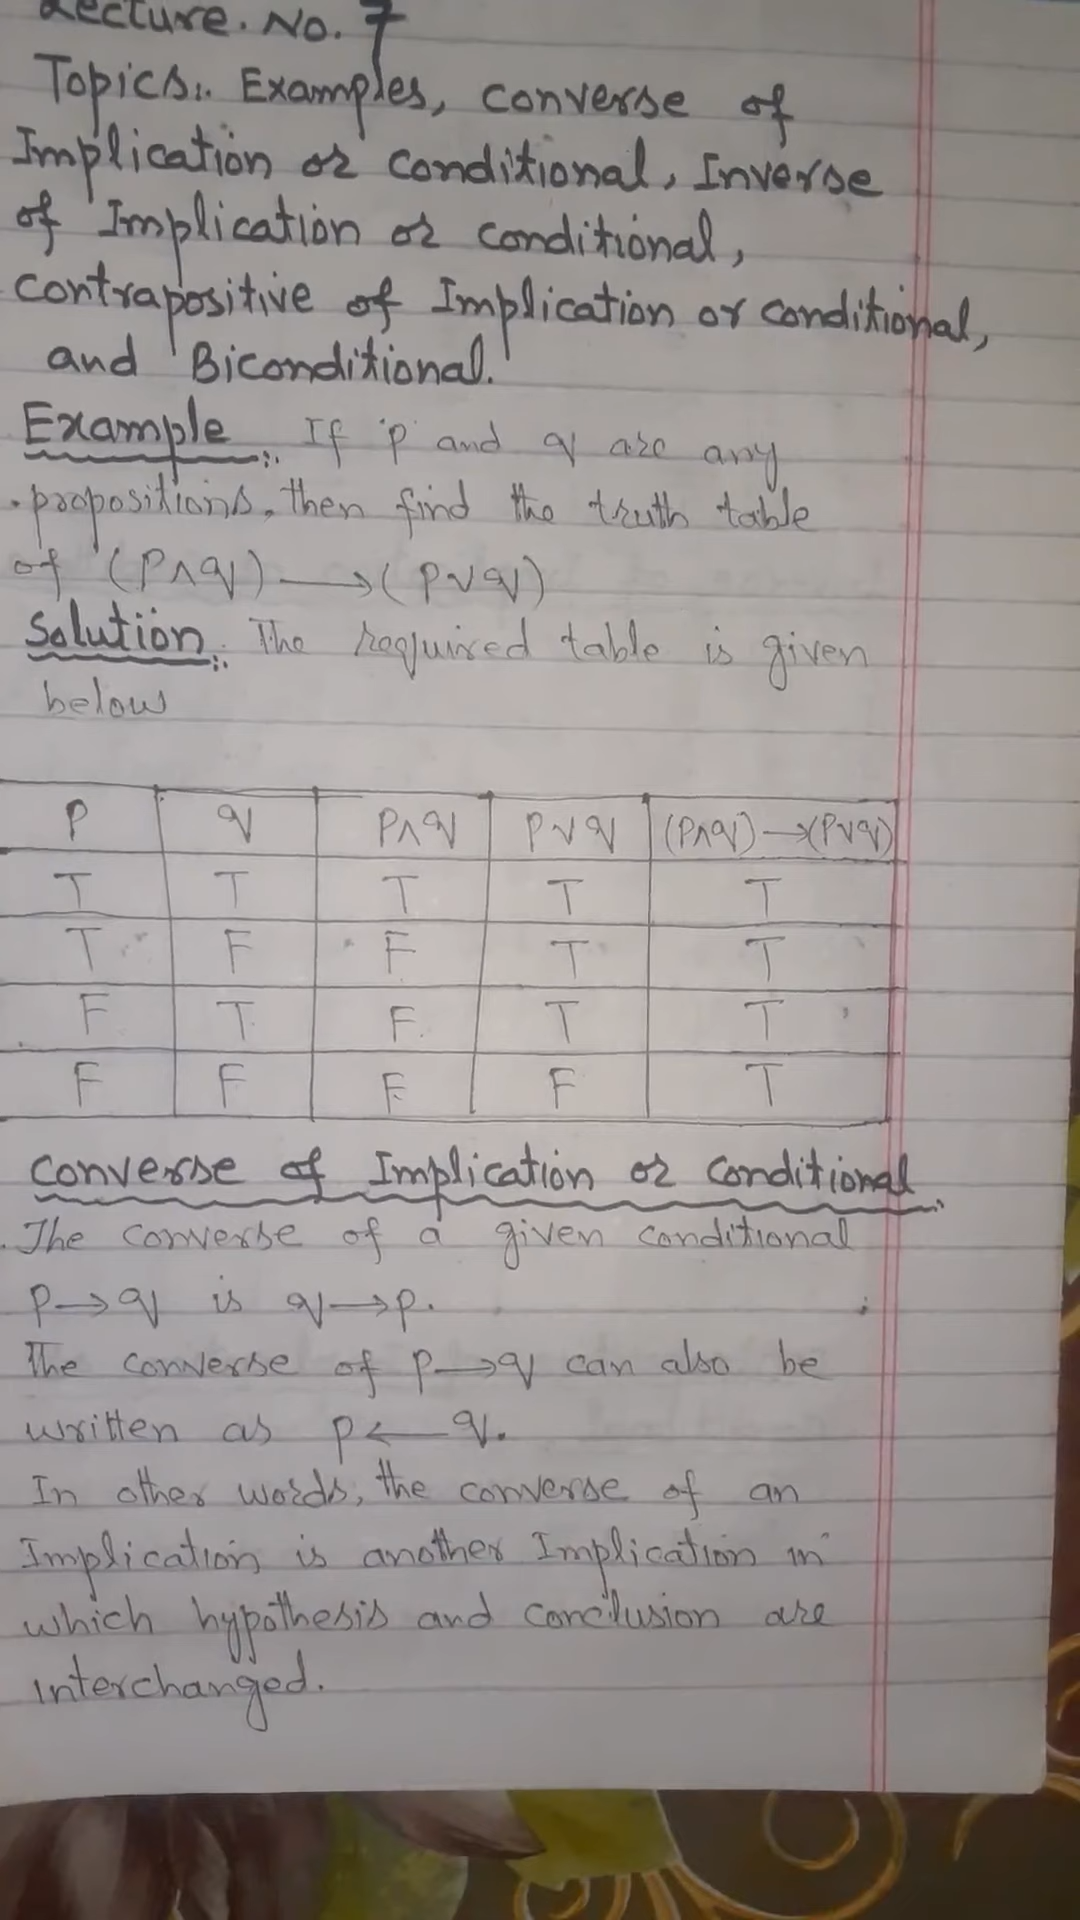 Lecture. No. 7
Topics:. Examples, converse of
Implication or conditional, Inverse
of Implication or conditional,
contrapositive of Implication or conditional,
and Biconditional.
Example:. If p and q are any
propositions, then find the truth table
of (P∧q) ⟶ (P∨q)
Solution:. The required table is given
below
P q P∧q P∨q (P∧q)→(P∨q)
T T T T T
T F F T T
F T F T T
F F F F T
Converse of Implication or Conditional:
The converse of a given conditional
p→q is q→p.
The converse of p→q can also be
written as p←q.
In other words, the converse of an
Implication is another Implication in
which hypothesis and conclusion are
interchanged.